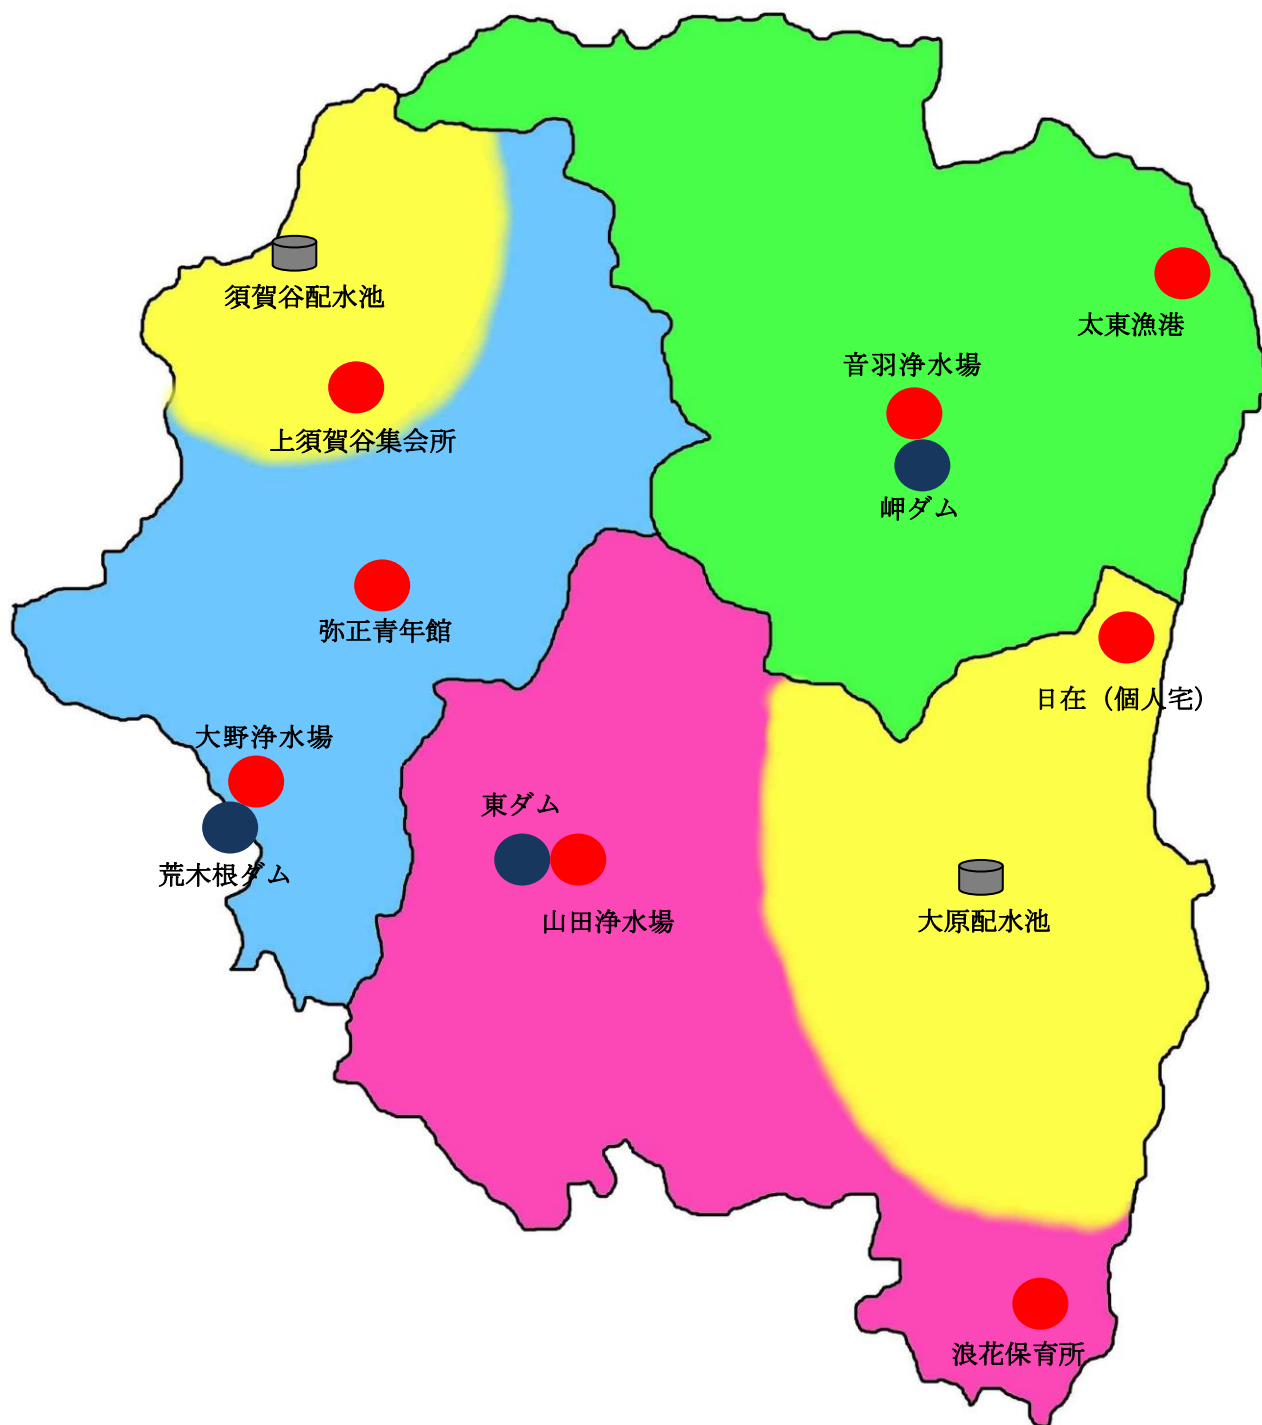 須賀谷配水池
太東漁港
音羽浄水場
上須賀谷集会所
岬ダム
弥正青年館
日在（個人宅）
大野浄水場
東ダム
荒木根ダム
山田浄水場
大原配水池
浪花保育所